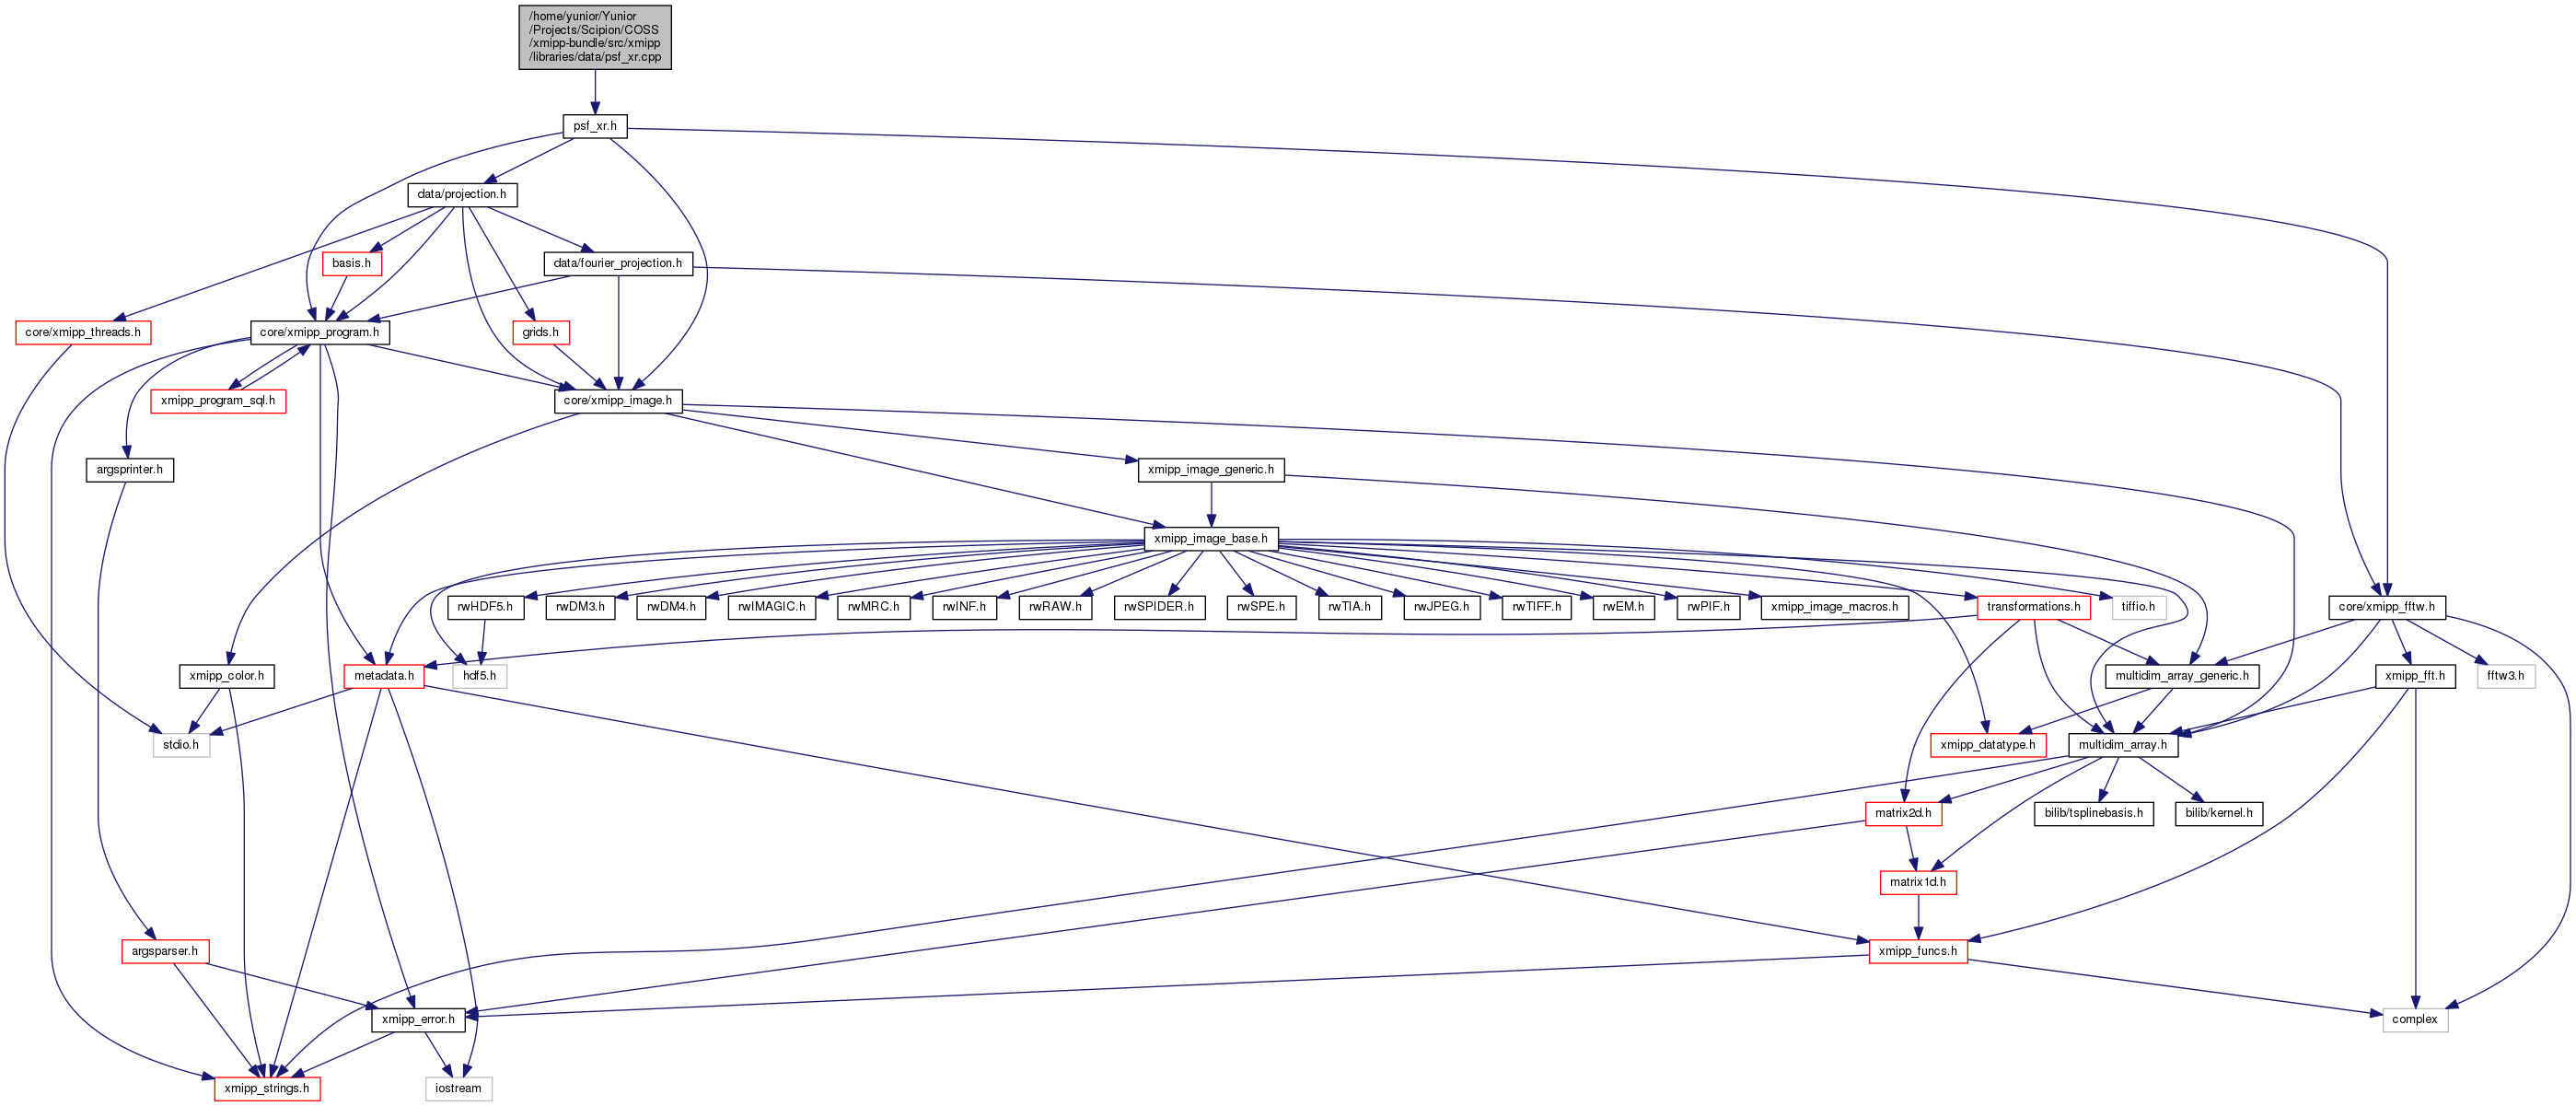 /home/yunior/Yunior
/Projects/Scipion/COSS
/xmipp-bundle/src/xmipp
/libraries/data/psf_xr.cpp
psf_xr.h
data/projection.h
basis.h
data/fourier_projection.h
core/xmipp_threads.h
core/xmipp_program.h
grids.h
xmipp_program_sql.h
core/xmipp_image.h
argsprinter.h
xmipp_image_generic.h
xmipp_image_base.h
rwHDF5.h
rwDM3.h
rwDM4.h
rwIMAGIC.h
rwMRC.h
rwINF.h
rwRAW.h
rwSPIDER.h
rwSPE.h
rwTIA.h
rwJPEG.h
rwTIFF.h
rwEM.h
rwPIF.h
xmipp_image_macros.h
transformations.h
tiffio.h
core/xmipp_fftw.h
xmipp_color.h
metadata.h
hdf5.h
multidim_array_generic.h
xmipp_fft.h
fftw3.h
stdio.h
xmipp_datatype.h
multidim_array.h
matrix2d.h
bilib/tsplinebasis.h
bilib/kernel.h
matrix1d.h
argsparser.h
xmipp_funcs.h
xmipp_error.h
complex
xmipp_strings.h
iostream